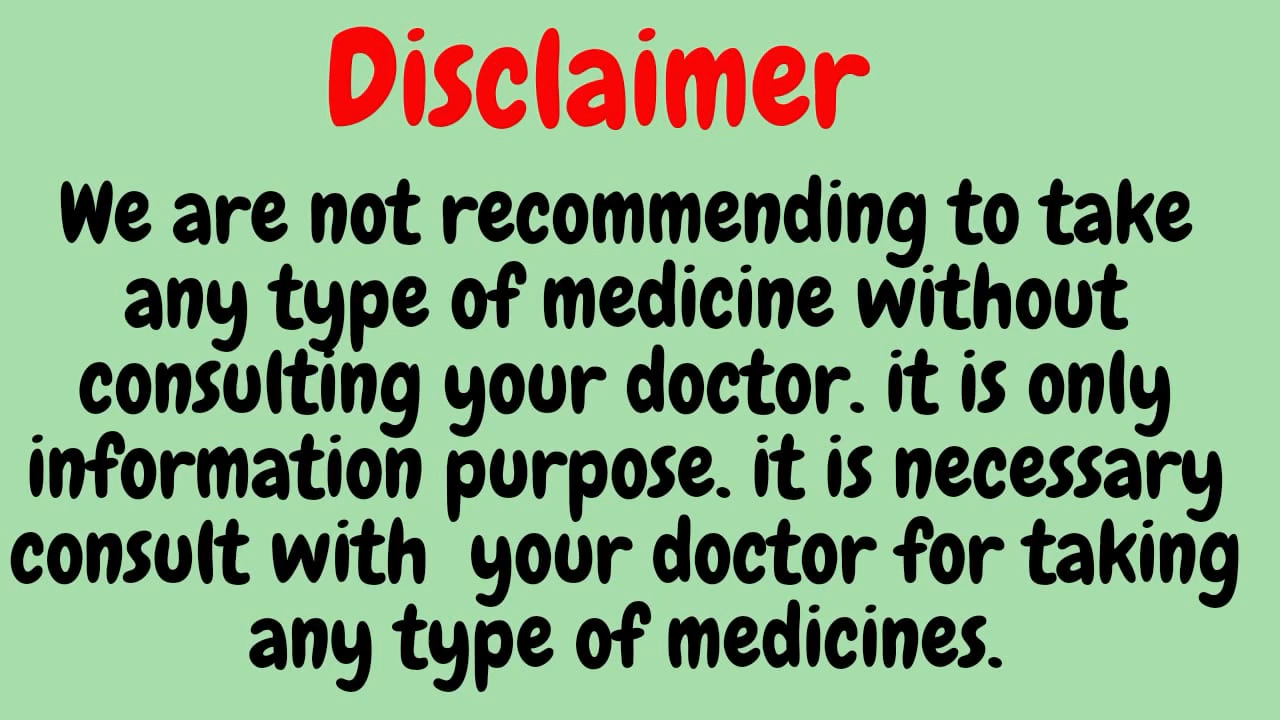 Disclaimer
We are not recommending to take
any type of medicine without
consulting your doctor. it is only
information purpose. it is necessary
consult with your doctor for taking
any type of medicines.